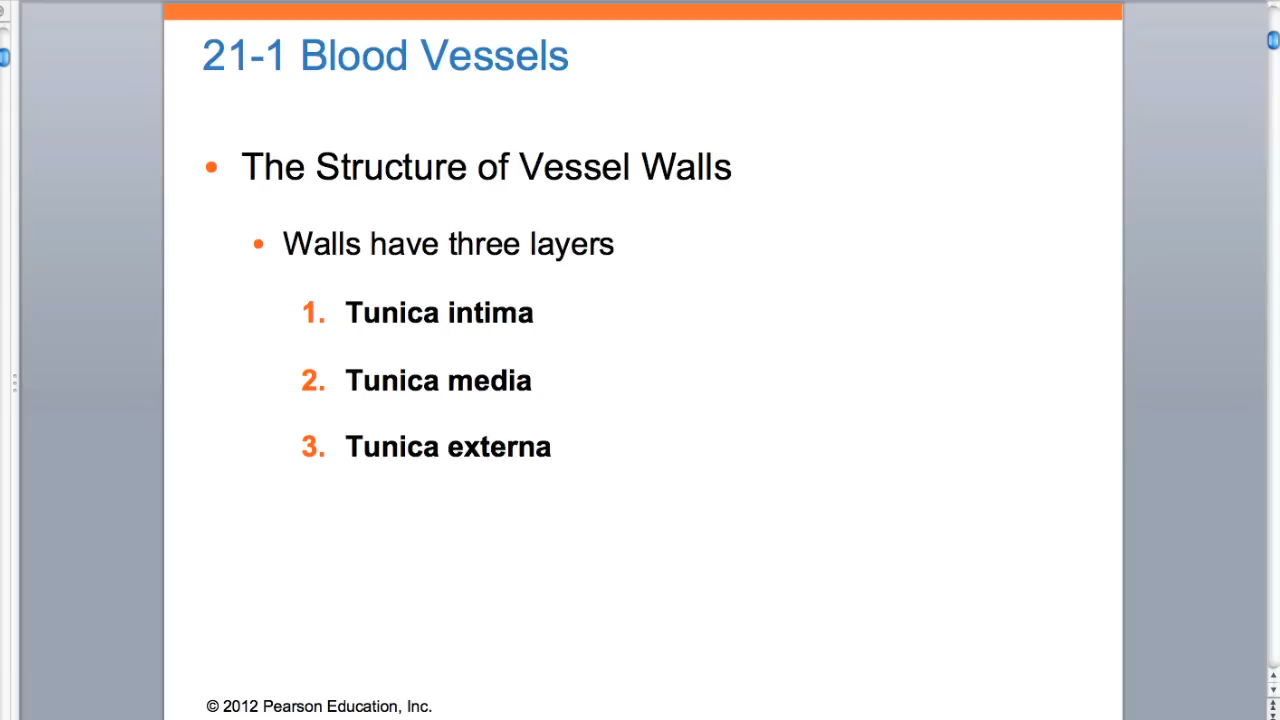 21-1 Blood Vessels
• The Structure of Vessel Walls
• Walls have three layers
1. Tunica intima
2. Tunica media
3. Tunica externa
© 2012 Pearson Education, Inc.